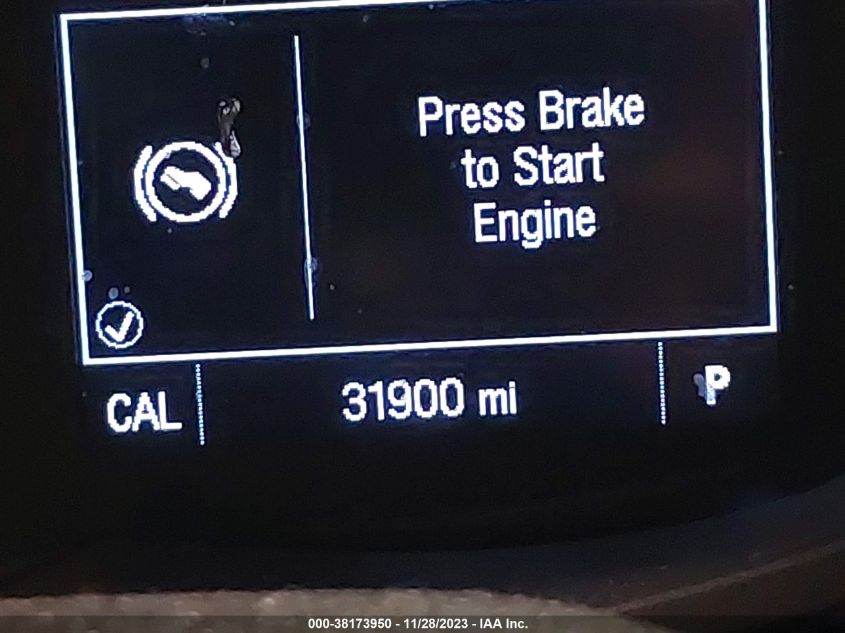 Press Brake
to Start
Engine
CAL 31900 mi P
000-38173950 - 11/28/2023 - IAA Inc.